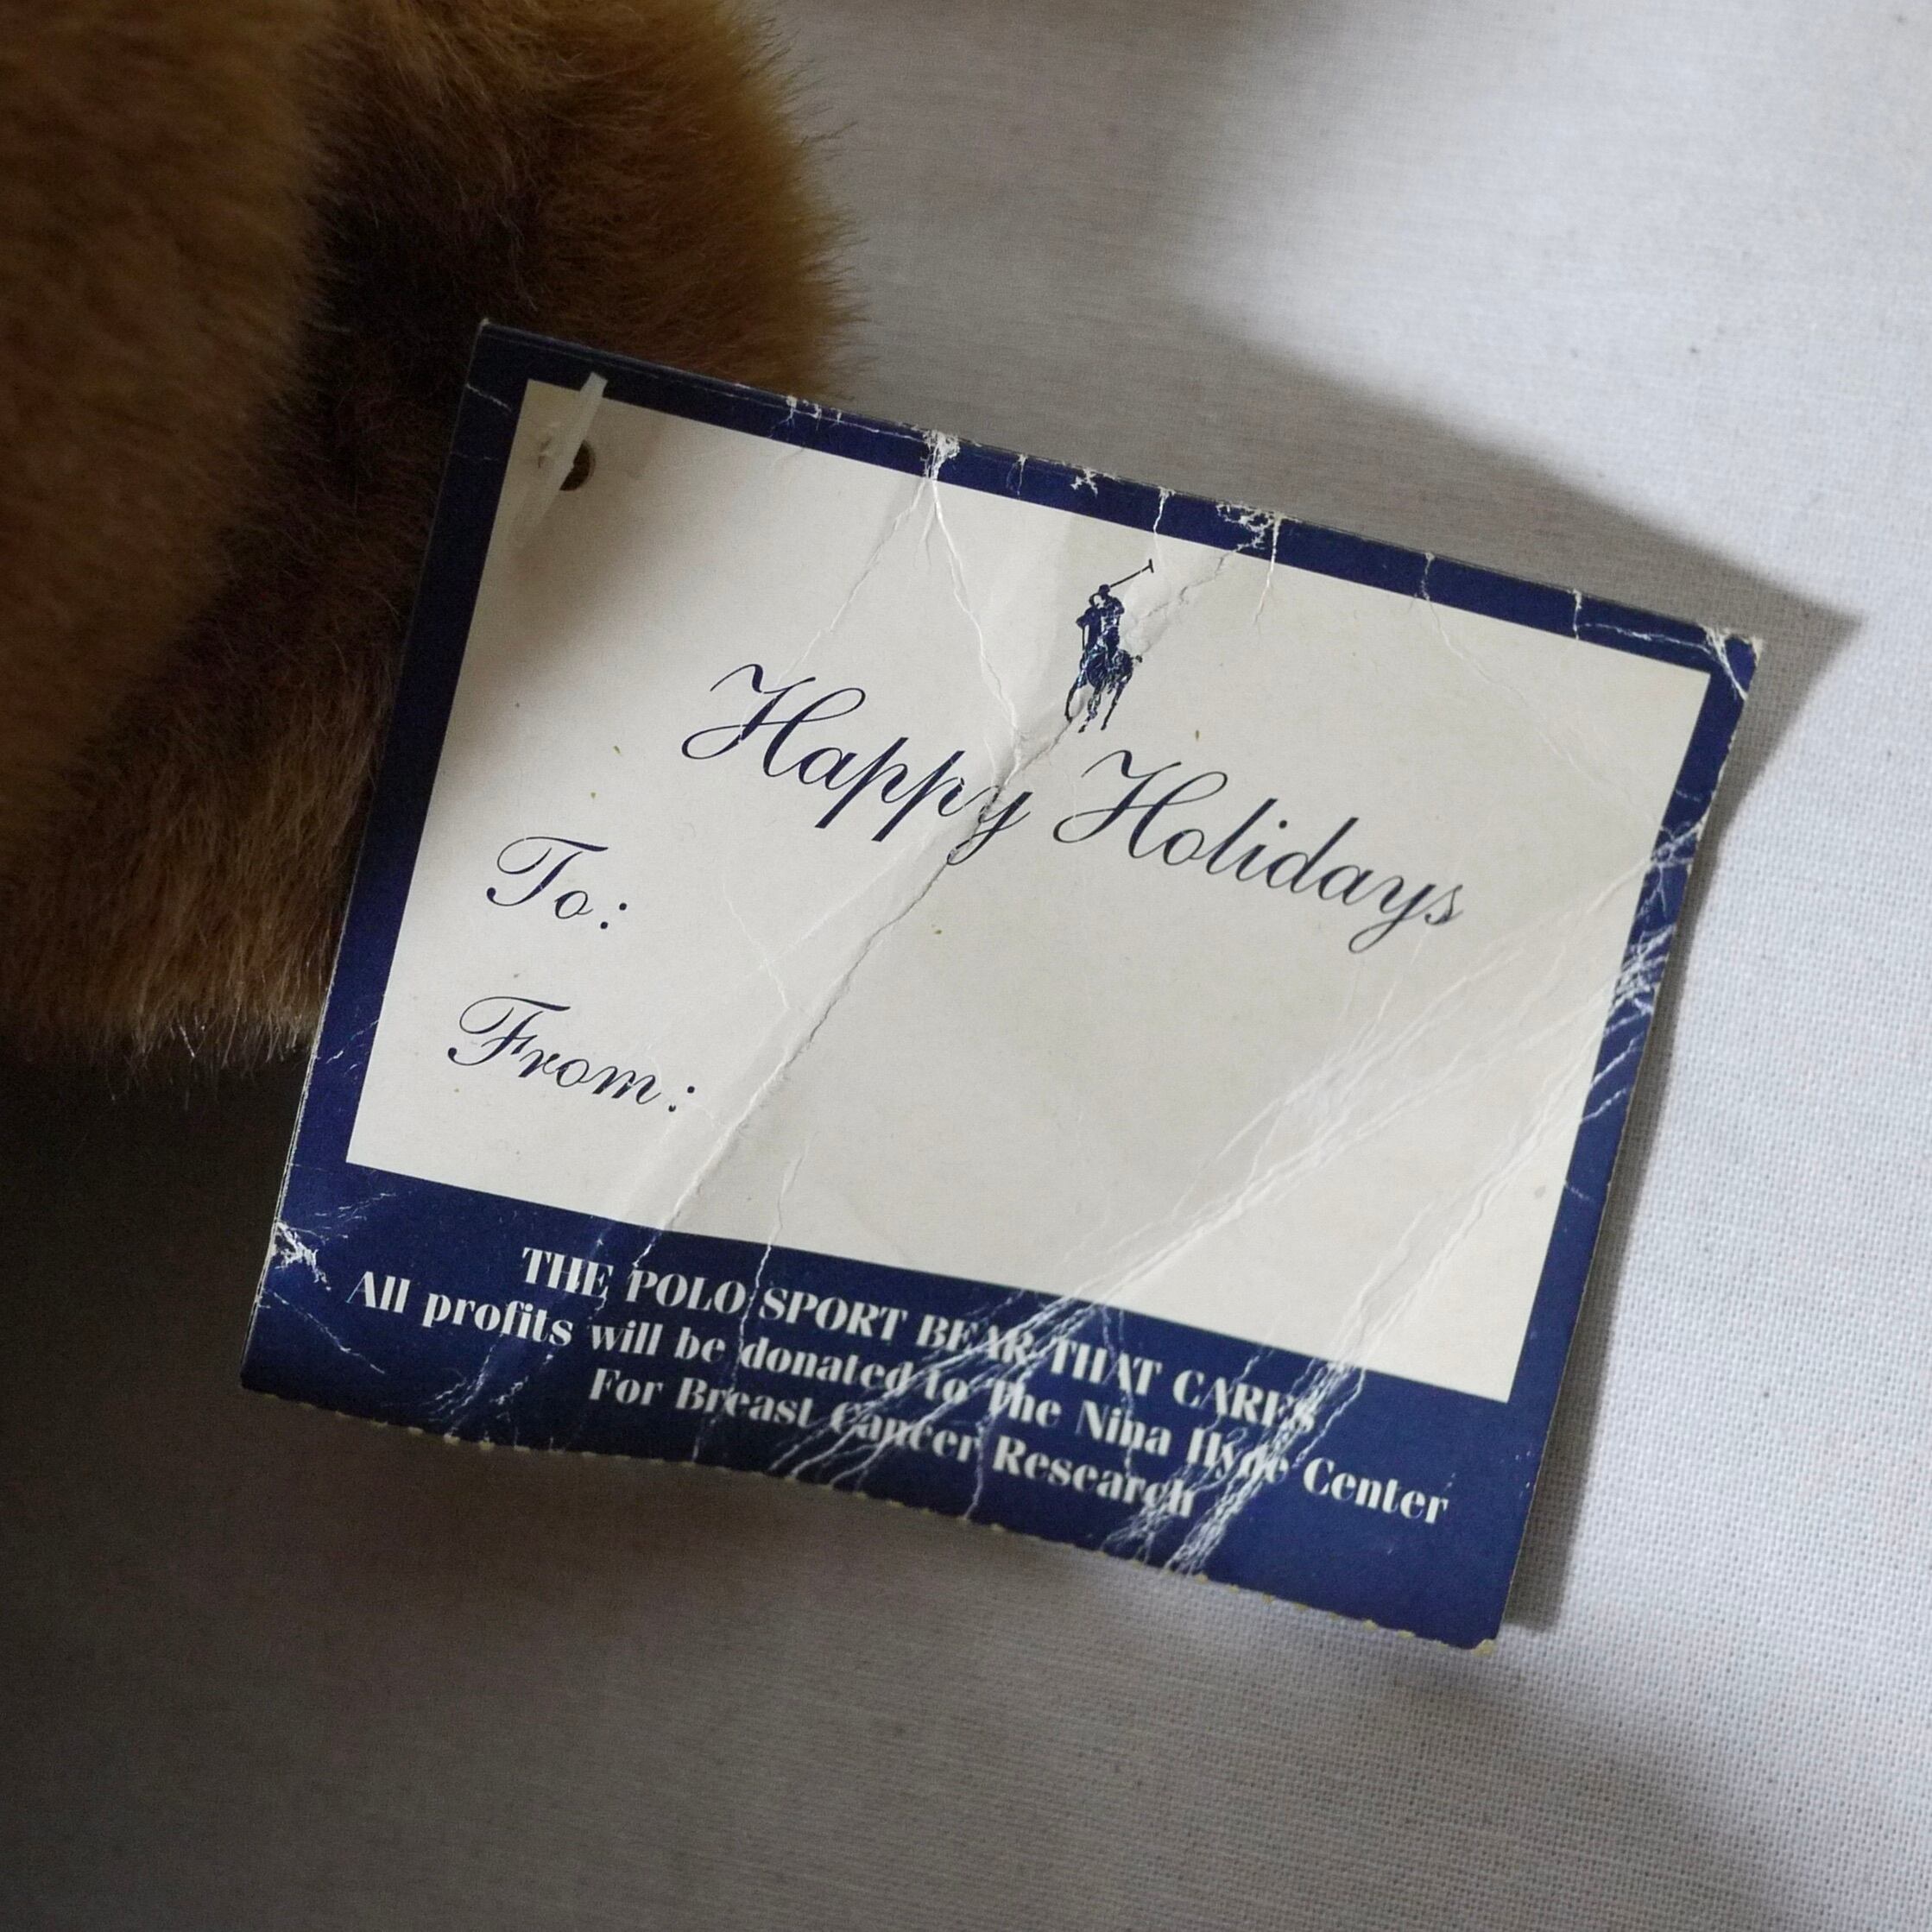 Happy Holidays
To:
From:
THE POLO SPORT BEAR THAT CARES
All profits will be donated to The Nina Hyde Center
For Breast Cancer Research